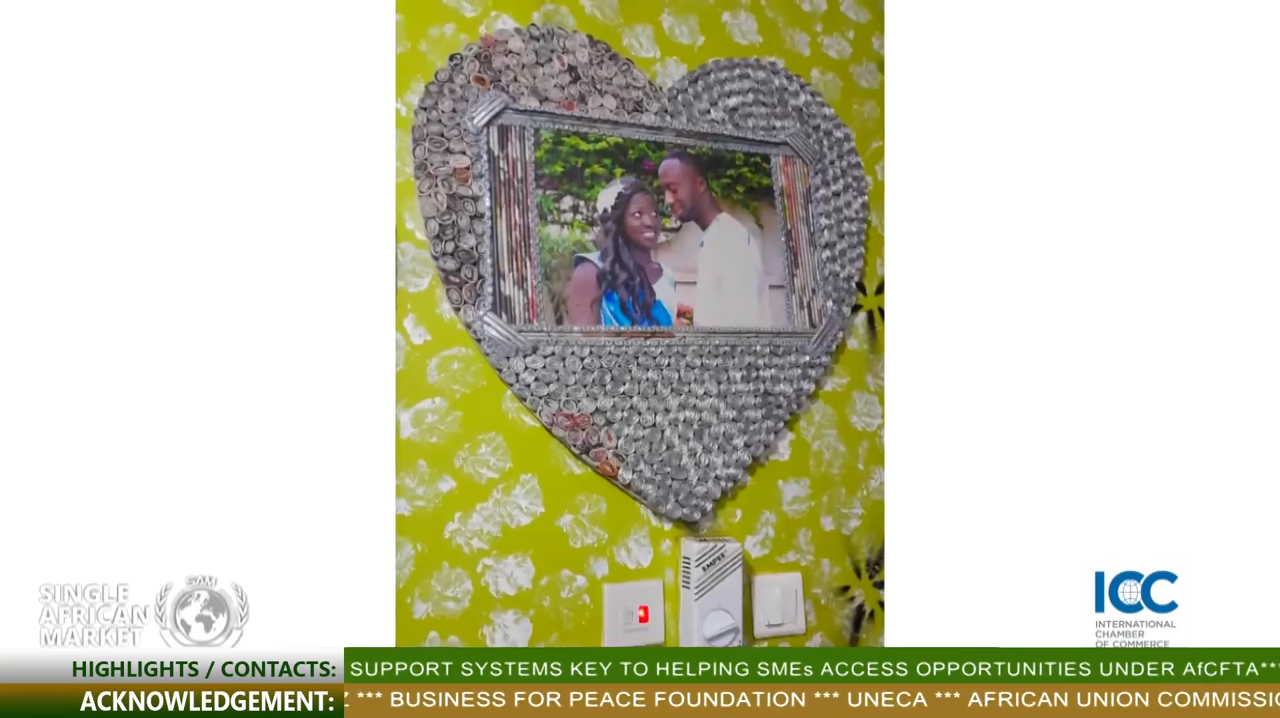 EMPEE
SINGLE
AFRICAN
MARKET
SAM
ICC
INTERNATIONAL
CHAMBER
OF COMMERCE
HIGHLIGHTS / CONTACTS: SUPPORT SYSTEMS KEY TO HELPING SMEs ACCESS OPPORTUNITIES UNDER AfCFTA**
ACKNOWLEDGEMENT: Z *** BUSINESS FOR PEACE FOUNDATION *** UNECA *** AFRICAN UNION COMMISSI